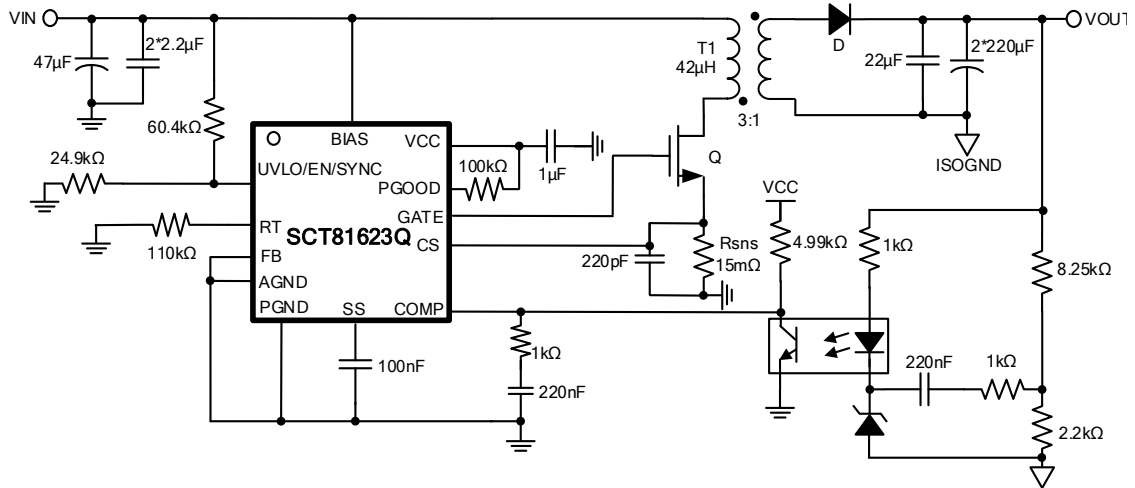 VIN
VOUT
47µF
2*2.2µF
T1
42µH
3:1
D
22µF
2*220µF
ISOGND
60.4kΩ
24.9kΩ
110kΩ
BIAS
VCC
UVLO/EN/SYNC
PGOOD
GATE
RT
SCT81623Q
CS
FB
AGND
PGND
SS
COMP
100kΩ
1µF
Q
220pF
Rsns
15mΩ
VCC
4.99kΩ
1kΩ
8.25kΩ
1kΩ
220nF
100nF
220nF
1kΩ
2.2kΩ